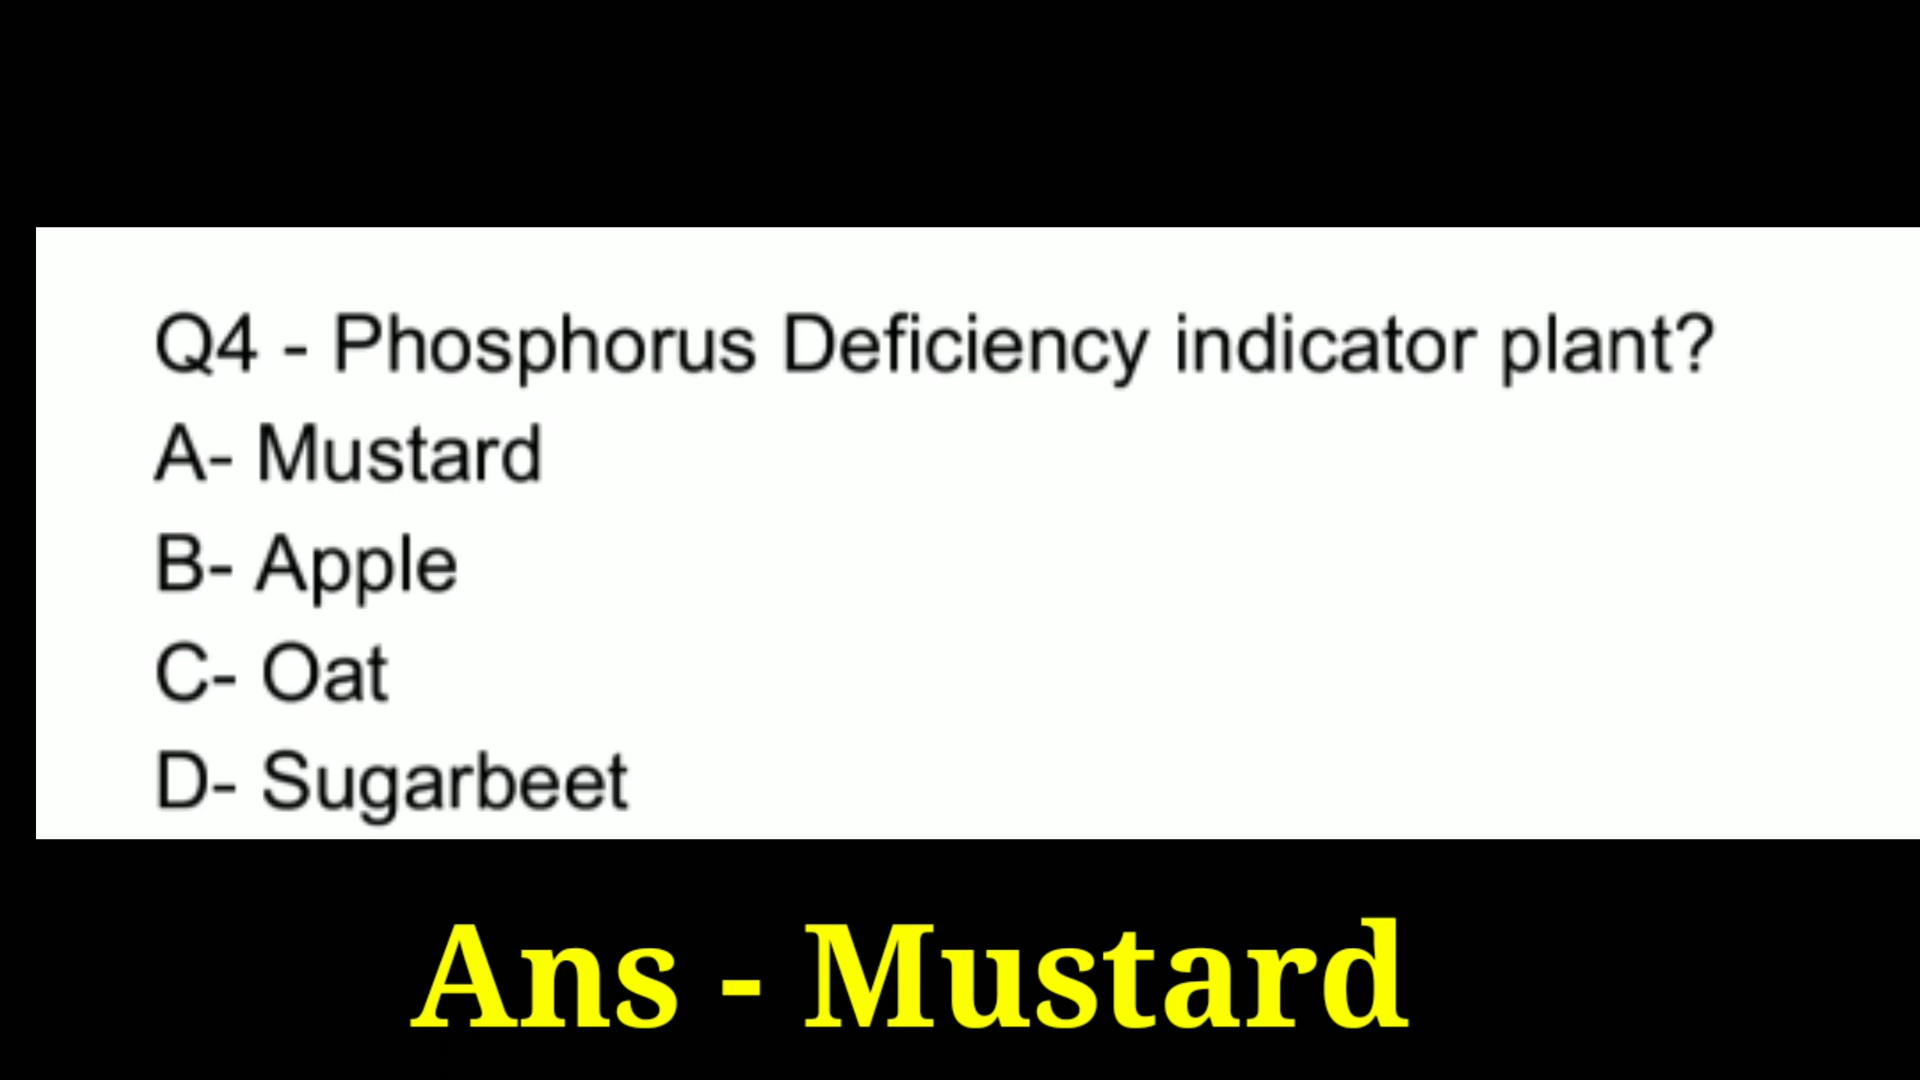 Q4 - Phosphorus Deficiency indicator plant?
A- Mustard
B- Apple
C- Oat
D- Sugarbeet
Ans - Mustard